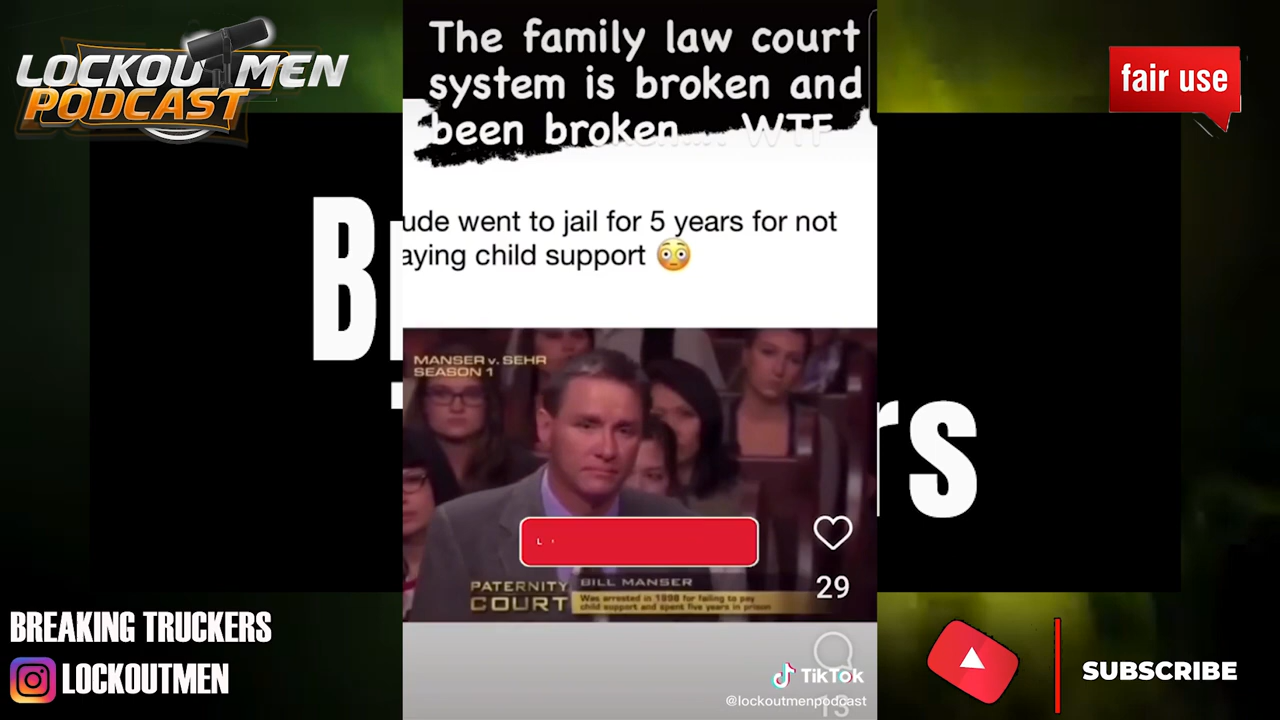 LOCKOUTMEN
PODCAST
fair use
The family law court
system is broken and
been broken.... WTF
ude went to jail for 5 years for not
aying child support 😳
B
rs
MANSER v. SEHR
SEASON 1
PATERNITY
COURT
BILL MANSER
Was arrested in 1998 for failing to pay
child support and spent five years in prison
29
13
TikTok
@lockoutmenpodcast
BREAKING TRUCKERS
LOCKOUTMEN
SUBSCRIBE